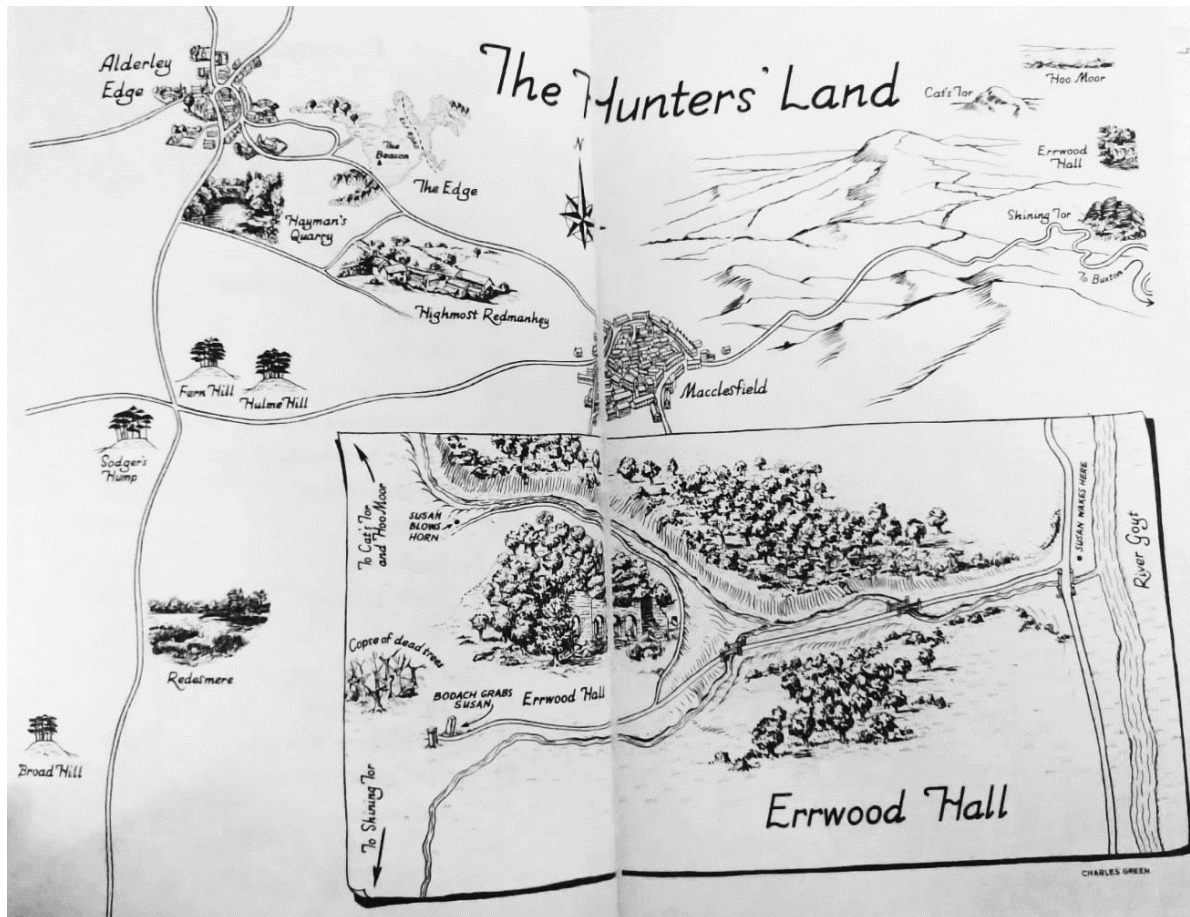 The Hunters' Land
Alderley
Edge
The
Beacon
The Edge
N
Hoo Moor
Cat's Tor
Errwood
Hall
Shining Tor
To Buxton
Hayman's
Quarry
Highmost Redmanhey
Fern Hill
Hulme Hill
Macclesfield
Sodger's
Hump
Redesmere
Broad Hill
To Cat's Tor
and Hoo Moor
SUSAN
BLOWS
HORN
SUSAN WAKES HERE
River Goyt
Copse of dead trees
BODACH GRABS
SUSAN
Errwood Hall
To Shining Tor
Errwood Hall
CHARLES GREEN